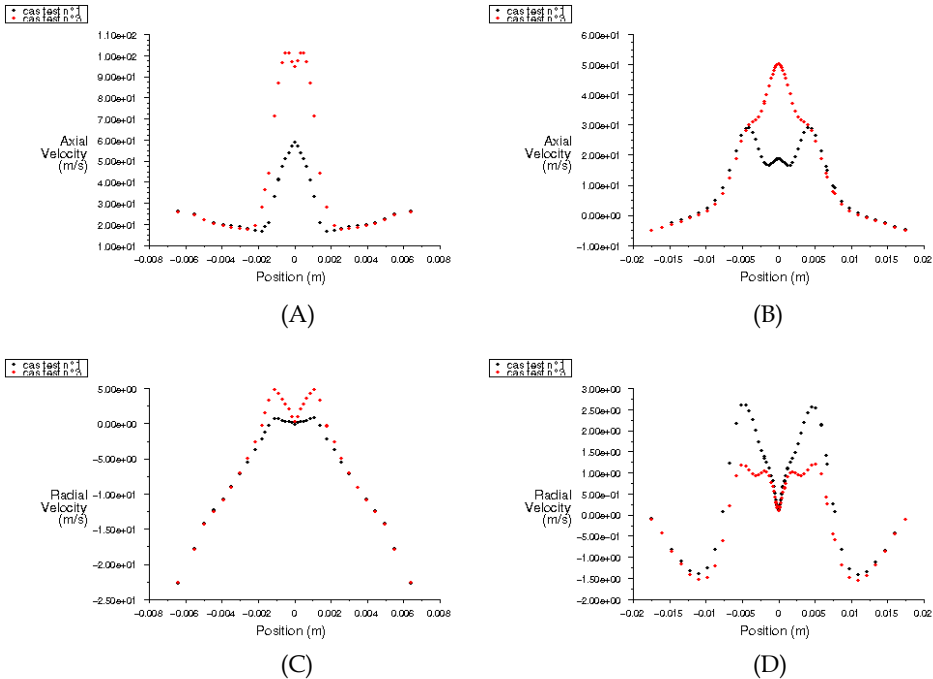 cas test n°1
cas test n°3
1.10e+02
1.00e+02
9.00e+01
8.00e+01
7.00e+01
6.00e+01
5.00e+01
4.00e+01
3.00e+01
2.00e+01
1.00e+01
Axial
Velocity
(m/s)
-0.008 -0.006 -0.004 -0.002 0 0.002 0.004 0.006 0.008
Position (m)
(A)
cas test n°1
cas test n°3
6.00e+01
5.00e+01
4.00e+01
3.00e+01
2.00e+01
1.00e+01
0.00e+00
-1.00e+01
Axial
Velocity
(m/s)
-0.02 -0.015 -0.01 -0.005 0 0.005 0.01 0.015 0.02
Position (m)
(B)
cas test n°1
cas test n°3
5.00e+00
0.00e+00
-5.00e+00
-1.00e+01
-1.50e+01
-2.00e+01
-2.50e+01
Radial
Velocity
(m/s)
-0.008 -0.006 -0.004 -0.002 0 0.002 0.004 0.006 0.008
Position (m)
(C)
cas test n°1
cas test n°3
3.00e+00
2.50e+00
2.00e+00
1.50e+00
1.00e+00
5.00e-01
0.00e+00
-5.00e-01
-1.00e+00
-1.50e+00
-2.00e+00
Radial
Velocity
(m/s)
-0.02 -0.015 -0.01 -0.005 0 0.005 0.01 0.015 0.02
Position (m)
(D)